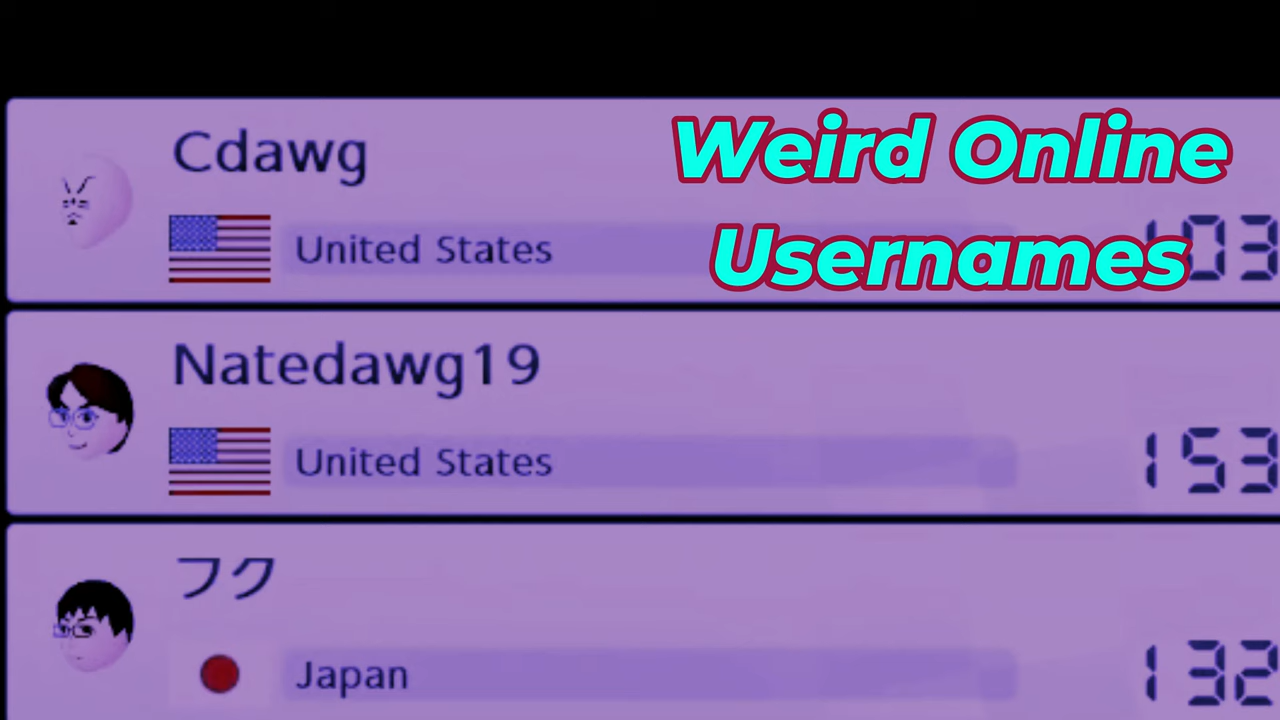 Cdawg
Weird Online
Usernames
United States
Natedawg19
United States
153
フク
Japan
132